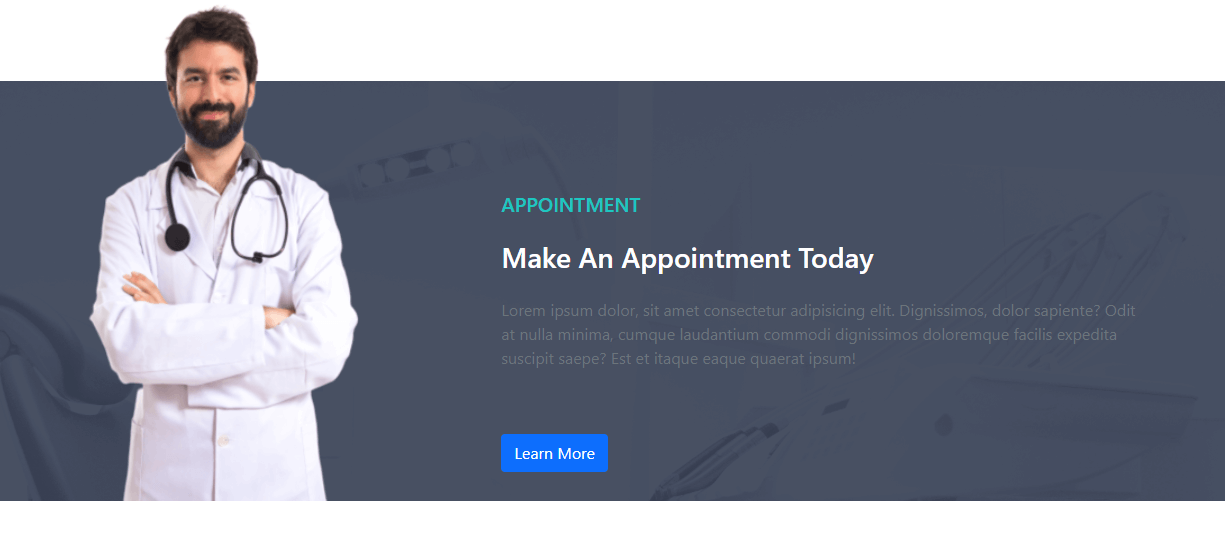 APPOINTMENT
Make An Appointment Today
Lorem ipsum dolor, sit amet consectetur adipisicing elit. Dignissimos, dolor sapiente? Odit
at nulla minima, cumque laudantium commodi dignissimos doloremque facilis expedita
suscipit saepe? Est et itaque eaque quaerat ipsum!
Learn More